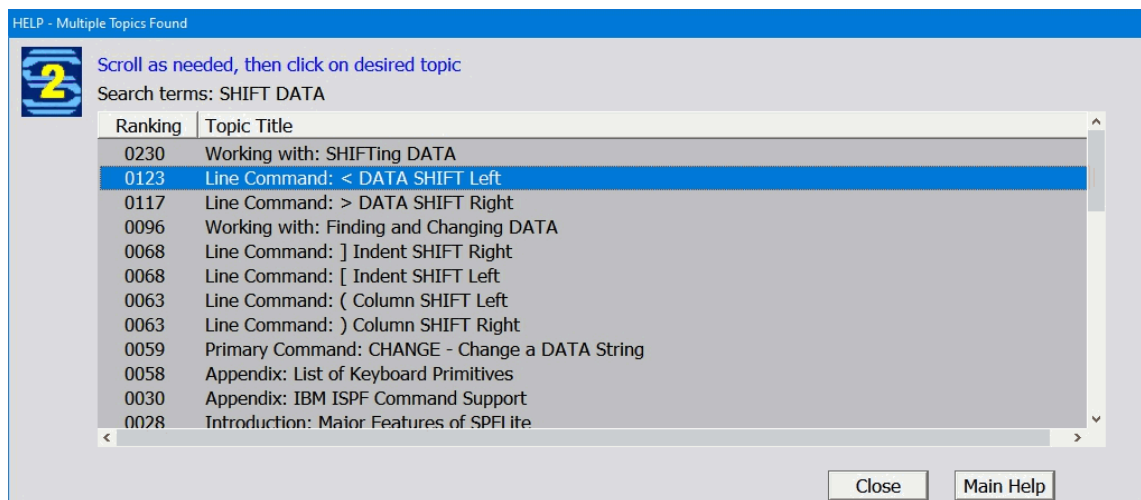 HELP - Multiple Topics Found
2
Scroll as needed, then click on desired topic
Search terms: SHIFT DATA
Ranking Topic Title
0230 Working with: SHIFTing DATA
0123 Line Command: < DATA SHIFT Left
0117 Line Command: > DATA SHIFT Right
0096 Working with: Finding and Changing DATA
0068 Line Command: ] Indent SHIFT Right
0068 Line Command: [ Indent SHIFT Left
0063 Line Command: ( Column SHIFT Left
0063 Line Command: ) Column SHIFT Right
0059 Primary Command: CHANGE - Change a DATA String
0058 Appendix: List of Keyboard Primitives
0030 Appendix: IBM ISPF Command Support
0028 Introduction: Major Features of SPFLite
Close Main Help